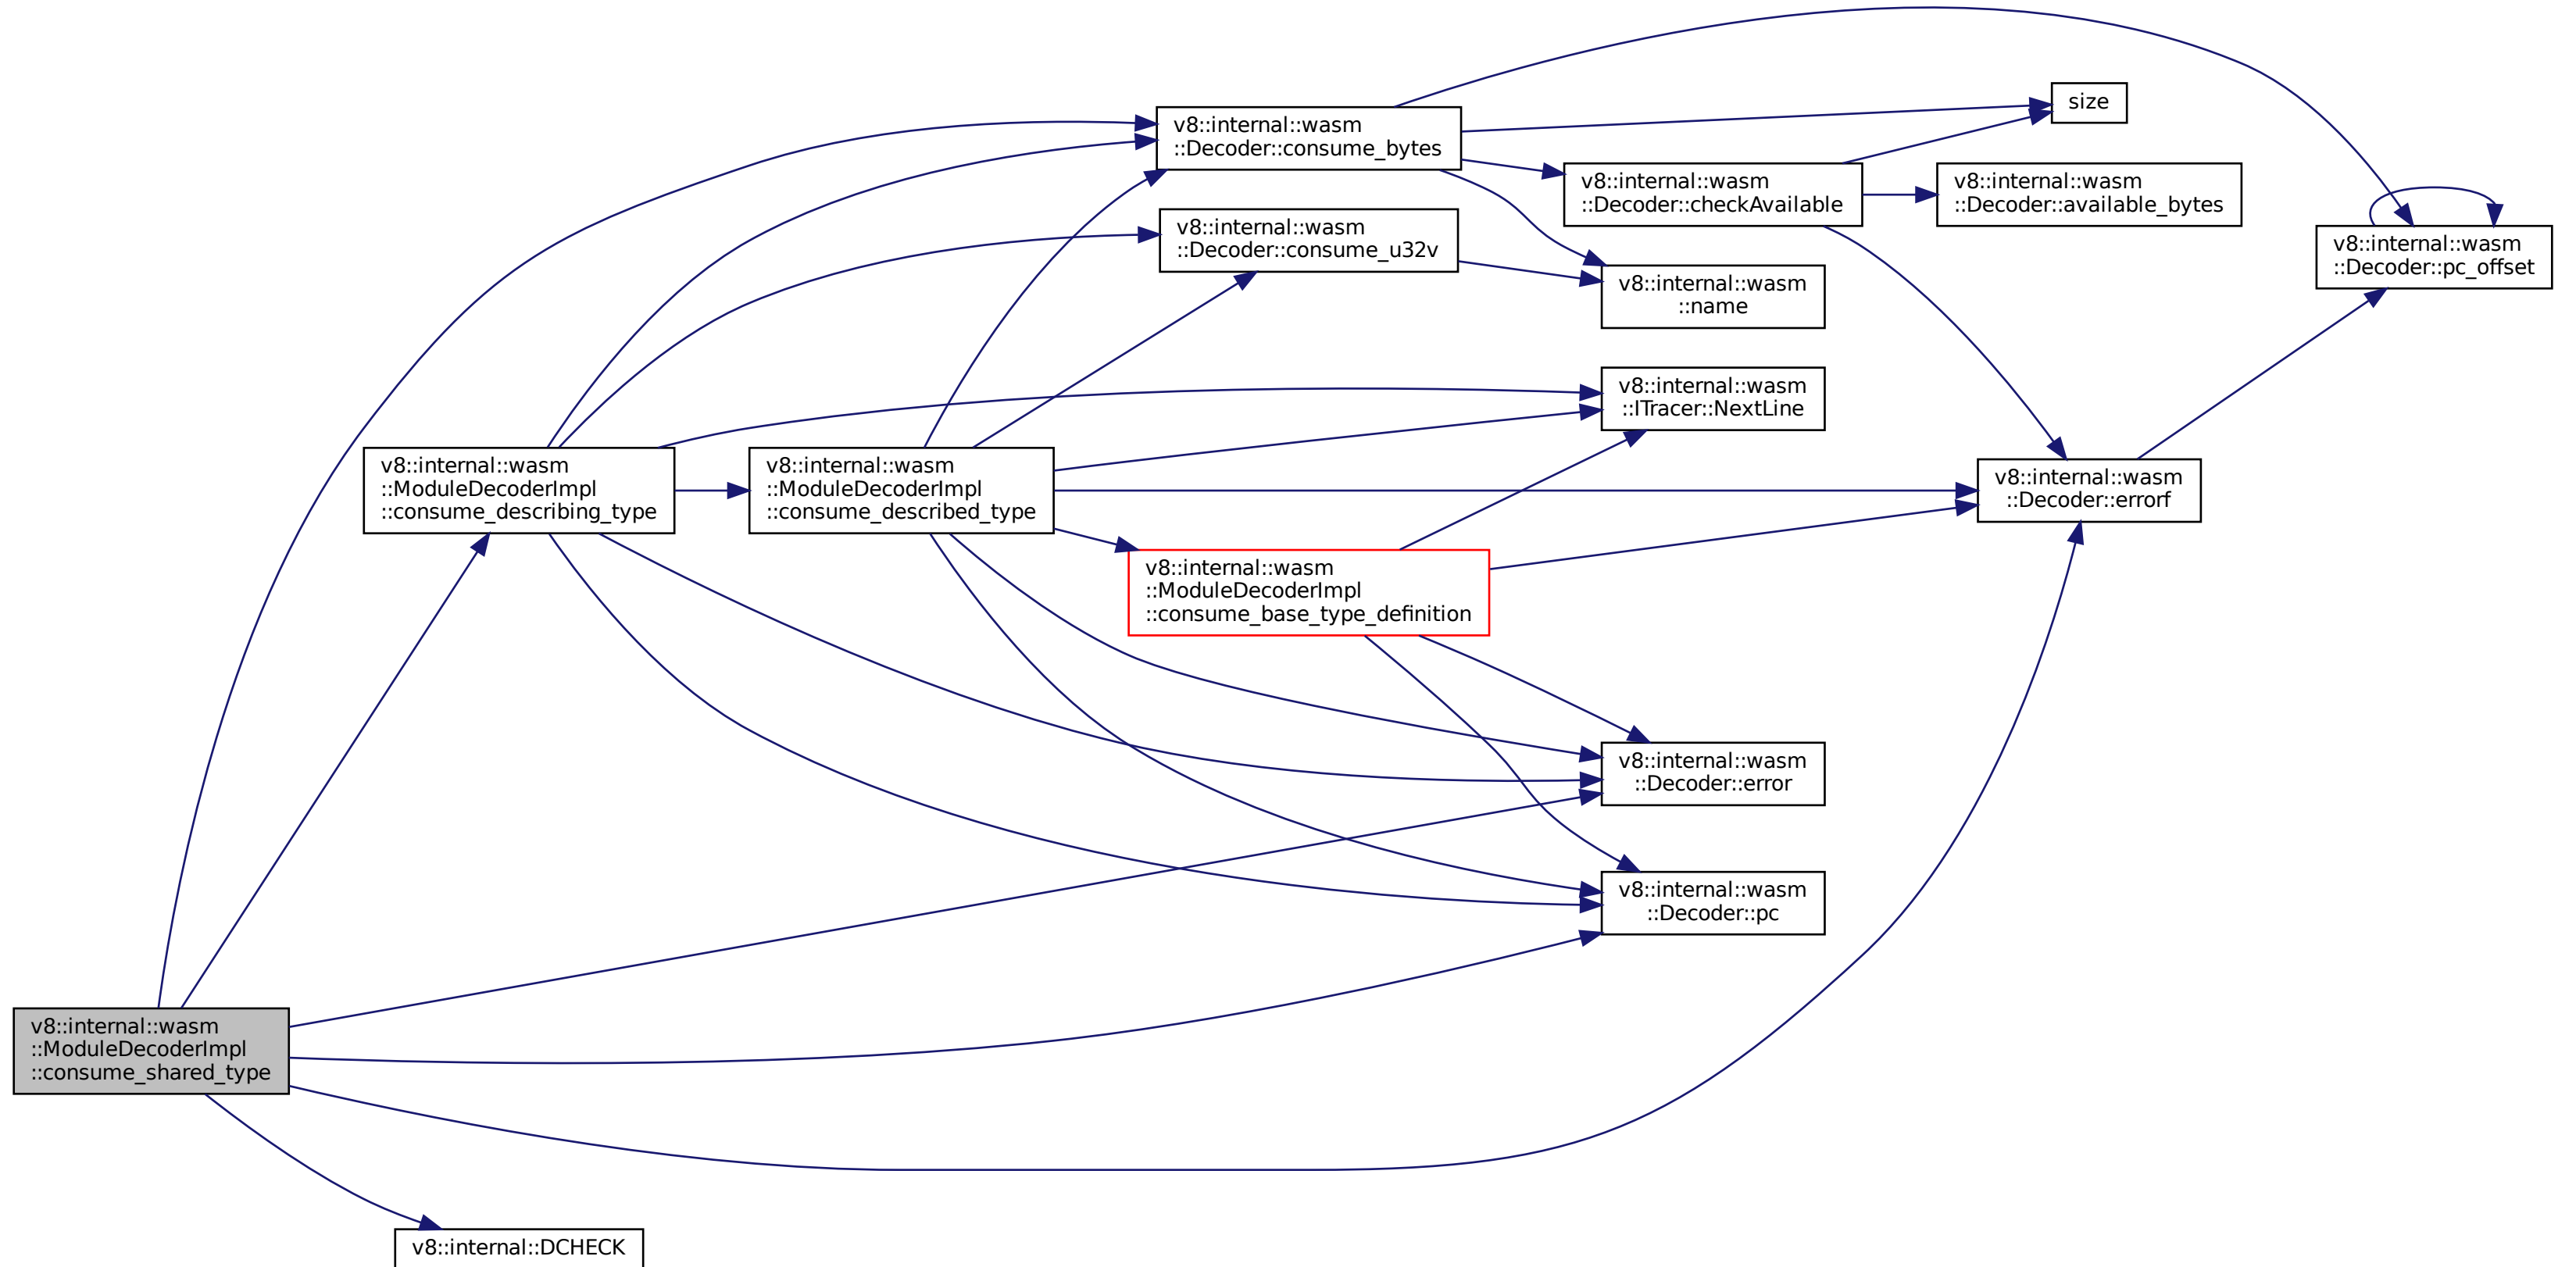 size
v8::internal::wasm
::Decoder::consume_bytes
v8::internal::wasm
::Decoder::checkAvailable
v8::internal::wasm
::Decoder::available_bytes
v8::internal::wasm
::Decoder::consume_u32v
v8::internal::wasm
::Decoder::pc_offset
v8::internal::wasm
::name
v8::internal::wasm
::ITracer::NextLine
v8::internal::wasm
::ModuleDecoderImpl
::consume_describing_type
v8::internal::wasm
::ModuleDecoderImpl
::consume_described_type
v8::internal::wasm
::Decoder::errorf
v8::internal::wasm
::ModuleDecoderImpl
::consume_base_type_definition
v8::internal::wasm
::Decoder::error
v8::internal::wasm
::Decoder::pc
v8::internal::wasm
::ModuleDecoderImpl
::consume_shared_type
v8::internal::DCHECK